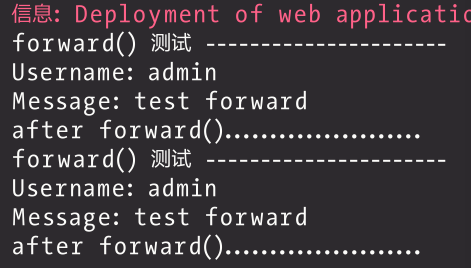 信息: Deployment of web applicatio
forward() 测试 -----------------------
Username: admin
Message: test forward
after forward()......................
forward() 测试 -----------------------
Username: admin
Message: test forward
after forward()......................